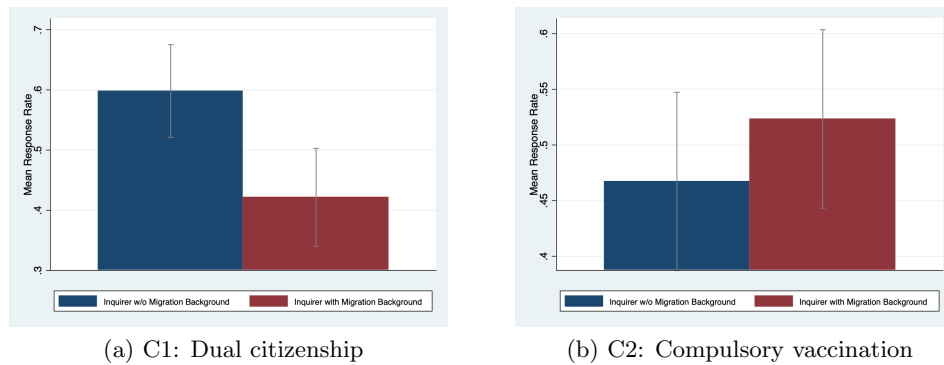 Mean Response Rate
.7
.6
.5
.4
.3
Inquirer w/o Migration Background
Inquirer with Migration Background
(a) C1: Dual citizenship
Mean Response Rate
.6
.55
.5
.45
.4
Inquirer w/o Migration Background
Inquirer with Migration Background
(b) C2: Compulsory vaccination